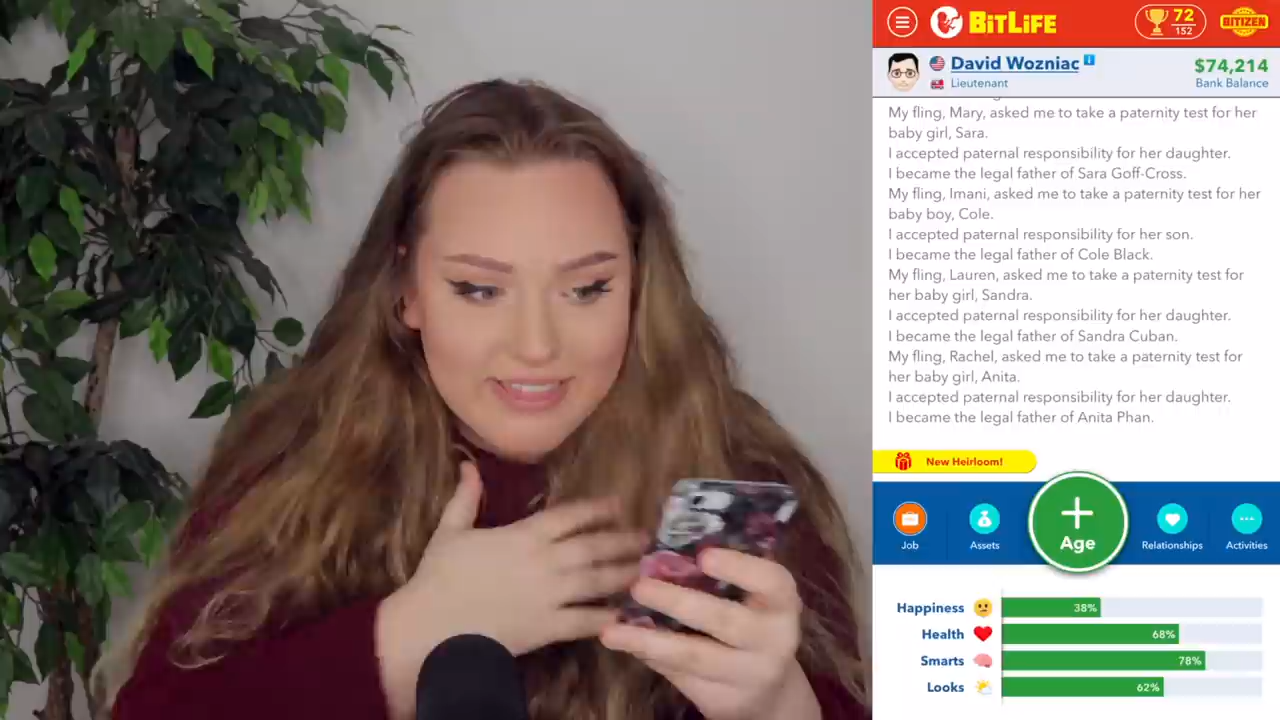 BitLife
72
152
BITIZEN
David Wozniac
$74,214
Lieutenant
Bank Balance
My fling, Mary, asked me to take a paternity test for her
baby girl, Sara.
I accepted paternal responsibility for her daughter.
I became the legal father of Sara Goff-Cross.
My fling, Imani, asked me to take a paternity test for her
baby boy, Cole.
I accepted paternal responsibility for her son.
I became the legal father of Cole Black.
My fling, Lauren, asked me to take a paternity test for
her baby girl, Sandra.
I accepted paternal responsibility for her daughter.
I became the legal father of Sandra Cuban.
My fling, Rachel, asked me to take a paternity test for
her baby girl, Anita.
I accepted paternal responsibility for her daughter.
I became the legal father of Anita Phan.
New Heirloom!
Job
Assets
+
Age
Relationships
Activities
Happiness 38%
Health 68%
Smarts 78%
Looks 62%